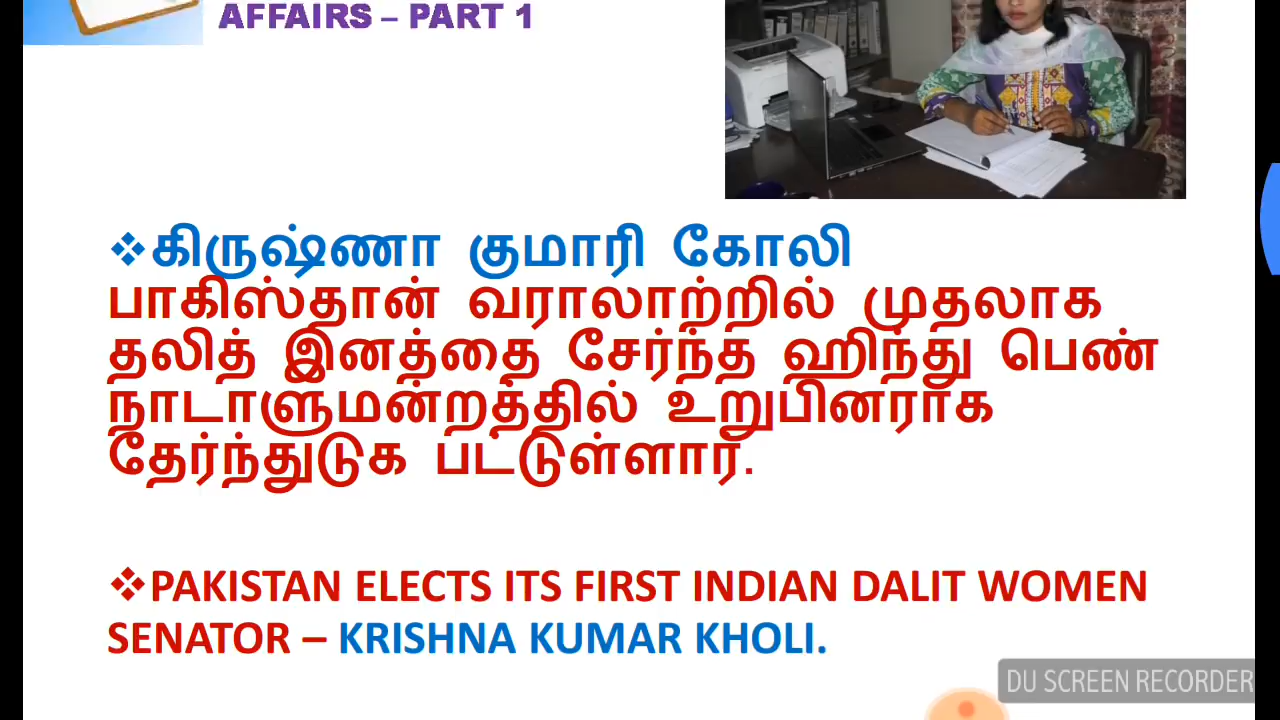 AFFAIRS – PART 1
❖கிருஷ்ணா குமாரி கோலி
பாகிஸ்தான் வராலாற்றில் முதலாக
தலித் இனத்தை சேர்ந்த ஹிந்து பெண்
நாடாளுமன்றத்தில் உறுபினராக
தேர்ந்துடுக பட்டுள்ளார்.
❖PAKISTAN ELECTS ITS FIRST INDIAN DALIT WOMEN
SENATOR – KRISHNA KUMAR KHOLI.
DU SCREEN RECORDER